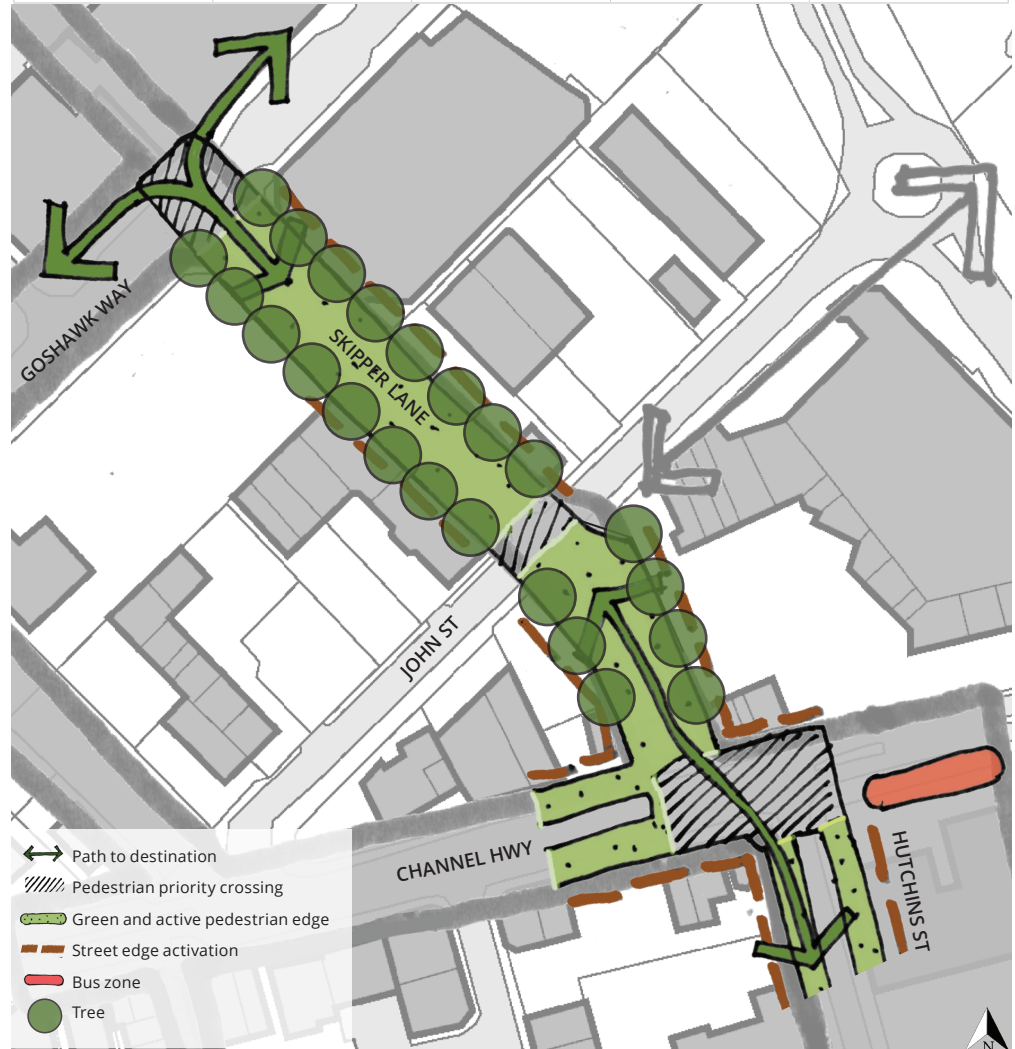 GOSHAWK WAY
SKIPPER LANE
JOHN ST
CHANNEL HWY
HUTCHINS ST
Path to destination
Pedestrian priority crossing
Green and active pedestrian edge
Street edge activation
Bus zone
Tree
N